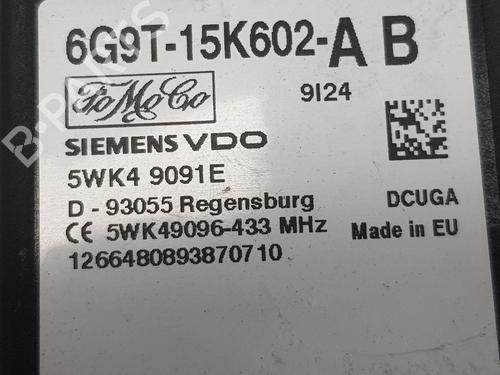 6G9T-15K602-A B
FoMoCo
9I24
SIEMENS VDO
5WK4 9091E
D - 93055 Regensburg
DCUGA
CE 5WK49096-433 MHz
Made in EU
1266480893870710